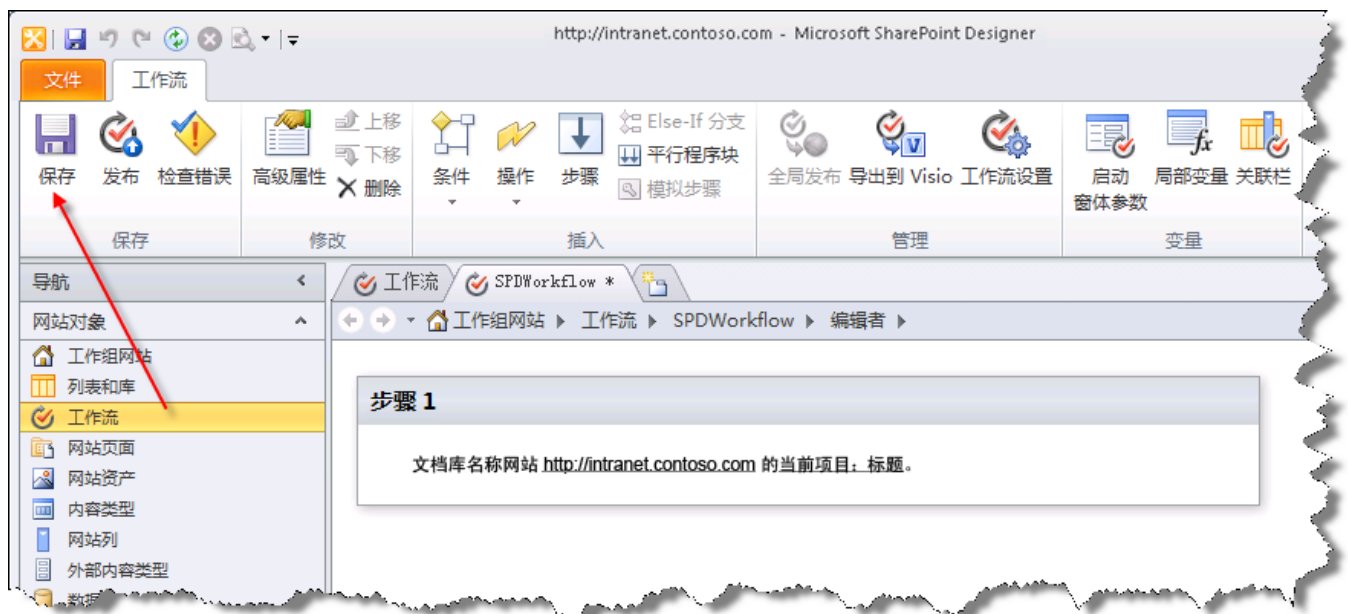 http://intranet.contoso.com - Microsoft SharePoint Designer
文件 工作流
保存 发布 检查错误 高级属性 上移 下移 删除 条件 操作 步骤 Else-If 分支 平行程序块 模拟步骤 全局发布 导出到 Visio 工作流设置 启动 窗体参数 局部变量 关联栏
保存 修改 插入 管理 变量
导航 工作流 SPDWorkflow *
网站对象 工作组网站 工作流 SPDWorkflow 编辑者
工作组网站
列表和库
工作流
网站页面
网站资产
内容类型
网站列
外部内容类型
步骤 1
文档库名称网站 http://intranet.contoso.com 的当前项目: 标题。